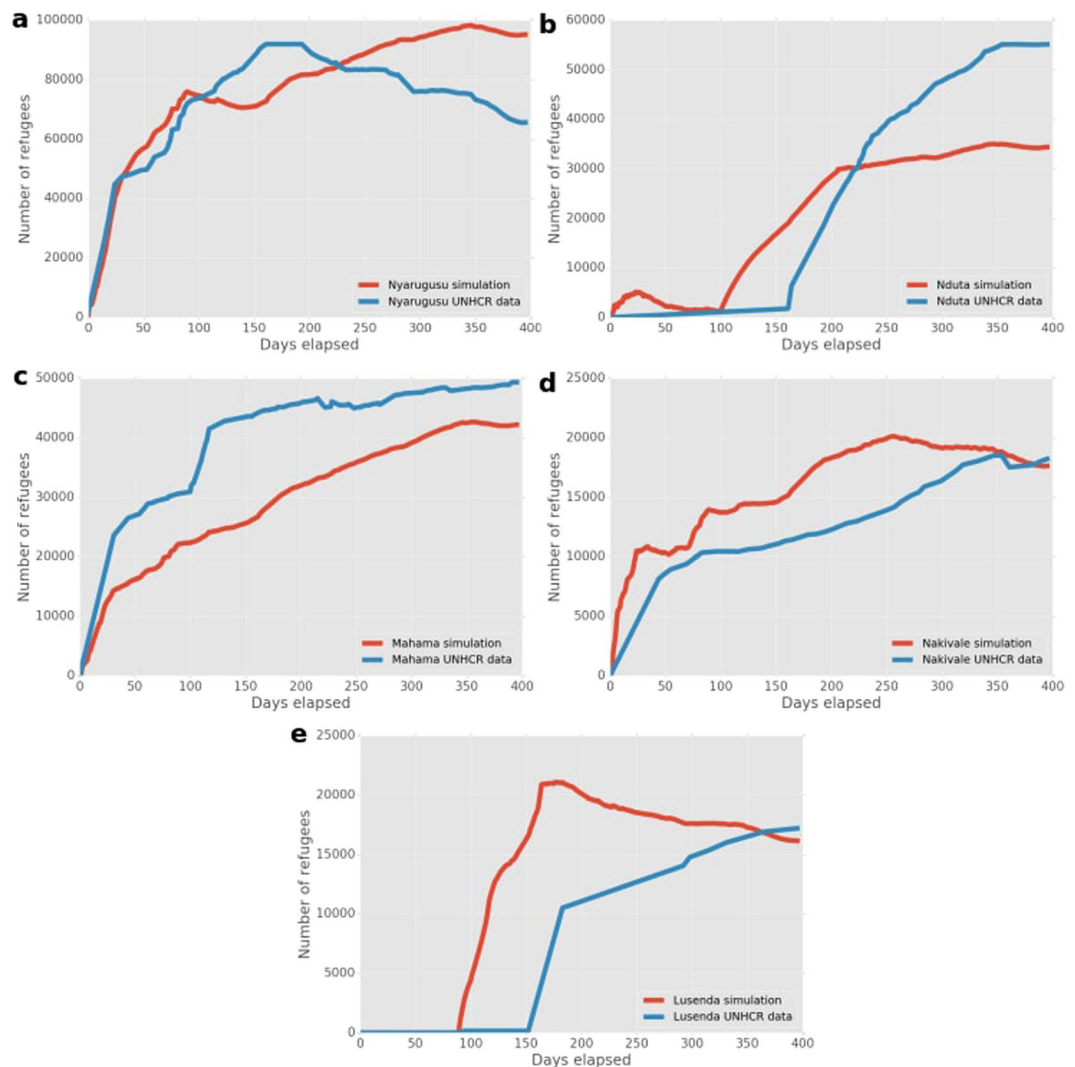 a
100000
80000
60000
40000
20000
0
0 50 100 150 200 250 300 350 400
Number of refugees
Days elapsed
Nyarugusu simulation
Nyarugusu UNHCR data
b
60000
50000
40000
30000
20000
10000
0
0 50 100 150 200 250 300 350 400
Number of refugees
Days elapsed
Nduta simulation
Nduta UNHCR data
c
50000
40000
30000
20000
10000
0
0 50 100 150 200 250 300 350 400
Number of refugees
Days elapsed
Mahama simulation
Mahama UNHCR data
d
25000
20000
15000
10000
5000
0
0 50 100 150 200 250 300 350 400
Number of refugees
Days elapsed
Nakivale simulation
Nakivale UNHCR data
e
25000
20000
15000
10000
5000
0
0 50 100 150 200 250 300 350 400
Number of refugees
Days elapsed
Lusenda simulation
Lusenda UNHCR data